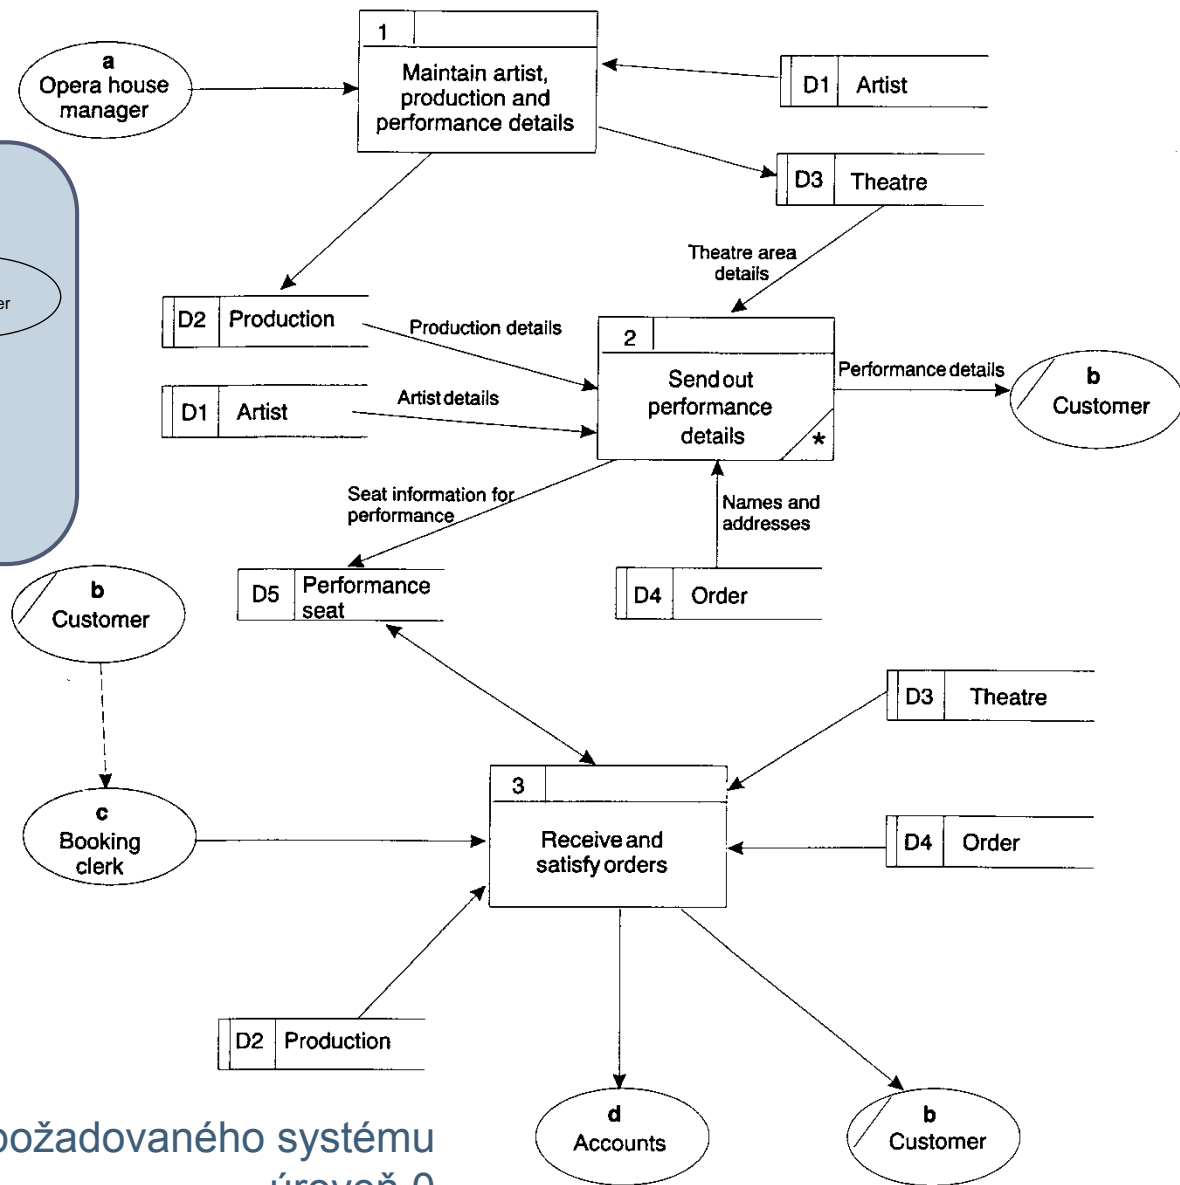 1
Maintain artist,
production and
performance details
a
Opera house
manager
D1 Artist
D3 Theatre
Theatre area
details
D2 Production
Production details
2
Send out
performance
details
*
Performance details
b
Customer
D1 Artist
Artist details
Seat information for
performance
Names and
addresses
b
Customer
D5 Performance
seat
D4 Order
D3 Theatre
3
Receive and
satisfy orders
c
Booking
clerk
D4 Order
D2 Production
d
Accounts
b
Customer
požadovaného systému
úroveň 0